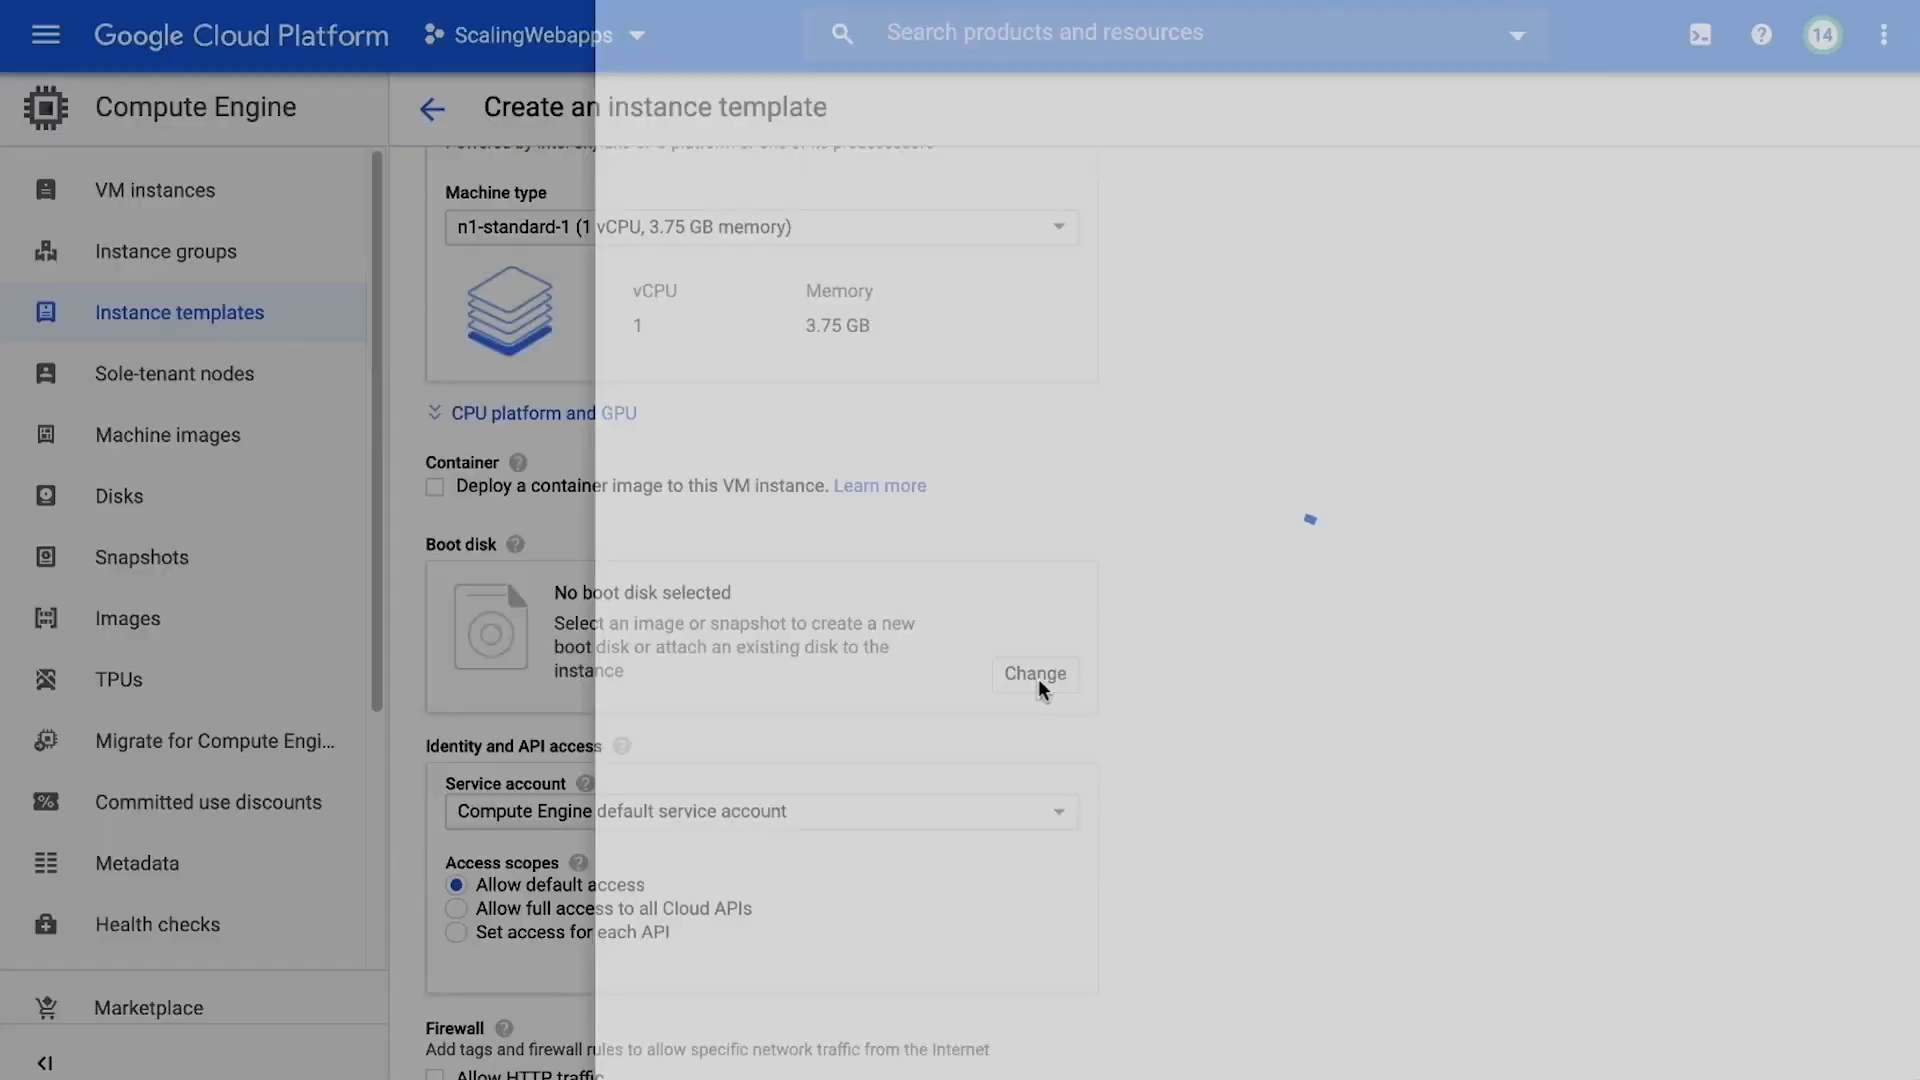 Google Cloud Platform
ScalingWebapps
Search products and resources
14
Compute Engine
Create an instance template
VM instances
Instance groups
Instance templates
Sole-tenant nodes
Machine images
Disks
Snapshots
Images
TPUs
Migrate for Compute Engi...
Committed use discounts
Metadata
Health checks
Marketplace
Machine type
n1-standard-1 (1 vCPU, 3.75 GB memory)
vCPU
Memory
1
3.75 GB
CPU platform and GPU
Container
Deploy a container image to this VM instance. Learn more
Boot disk
No boot disk selected
Select an image or snapshot to create a new
boot disk or attach an existing disk to the
instance
Change
Identity and API access
Service account
Compute Engine default service account
Access scopes
Allow default access
Allow full access to all Cloud APIs
Set access for each API
Firewall
Add tags and firewall rules to allow specific network traffic from the Internet
Allow HTTP traffic